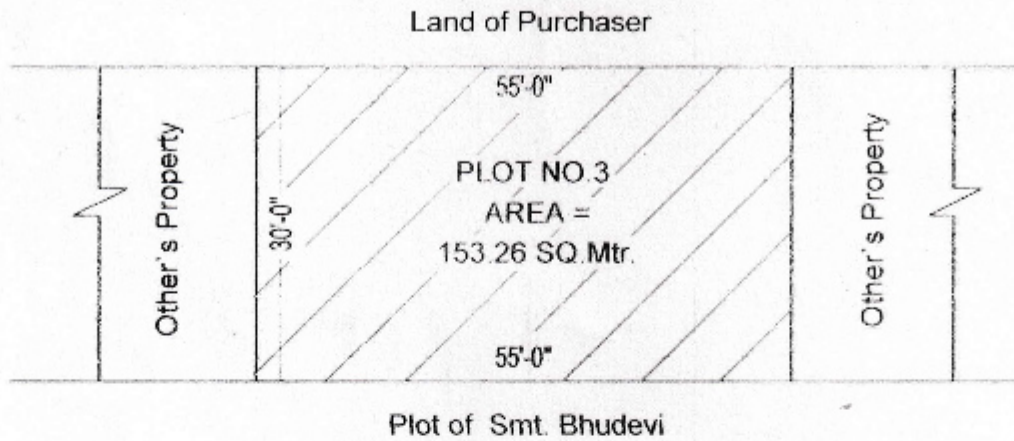 Land of Purchaser
55'-0"
Other's Property
30'-0"
PLOT NO.3
AREA =
153.26 SQ.Mtr.
Other's Property
55'-0"
Plot of Smt. Bhudevi